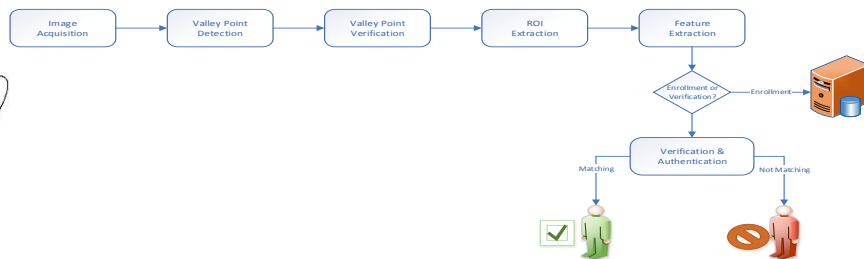 Image
Acquisition
Valley Point
Detection
Valley Point
Verification
ROI
Extraction
Feature
Extraction
Enrollment or
Verification?
Enrollment
Verification &
Authentication
Matching
Not Matching